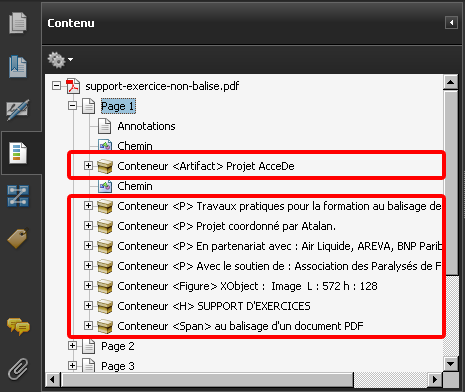 Contenu
support-exercice-non-balise.pdf
Page 1
Annotations
Chemin
Conteneur <Artifact> Projet AcceDe
Chemin
Conteneur <P> Travaux pratiques pour la formation au balisage de
Conteneur <P> Projet coordonné par Atalan.
Conteneur <P> En partenariat avec : Air Liquide, AREVA, BNP Parib
Conteneur <P> Avec le soutien de : Association des Paralysés de F
Conteneur <Figure> XObject : Image L : 572 h : 128
Conteneur <H> SUPPORT D'EXERCICES
Conteneur <Span> au balisage d'un document PDF
Page 2
Page 3